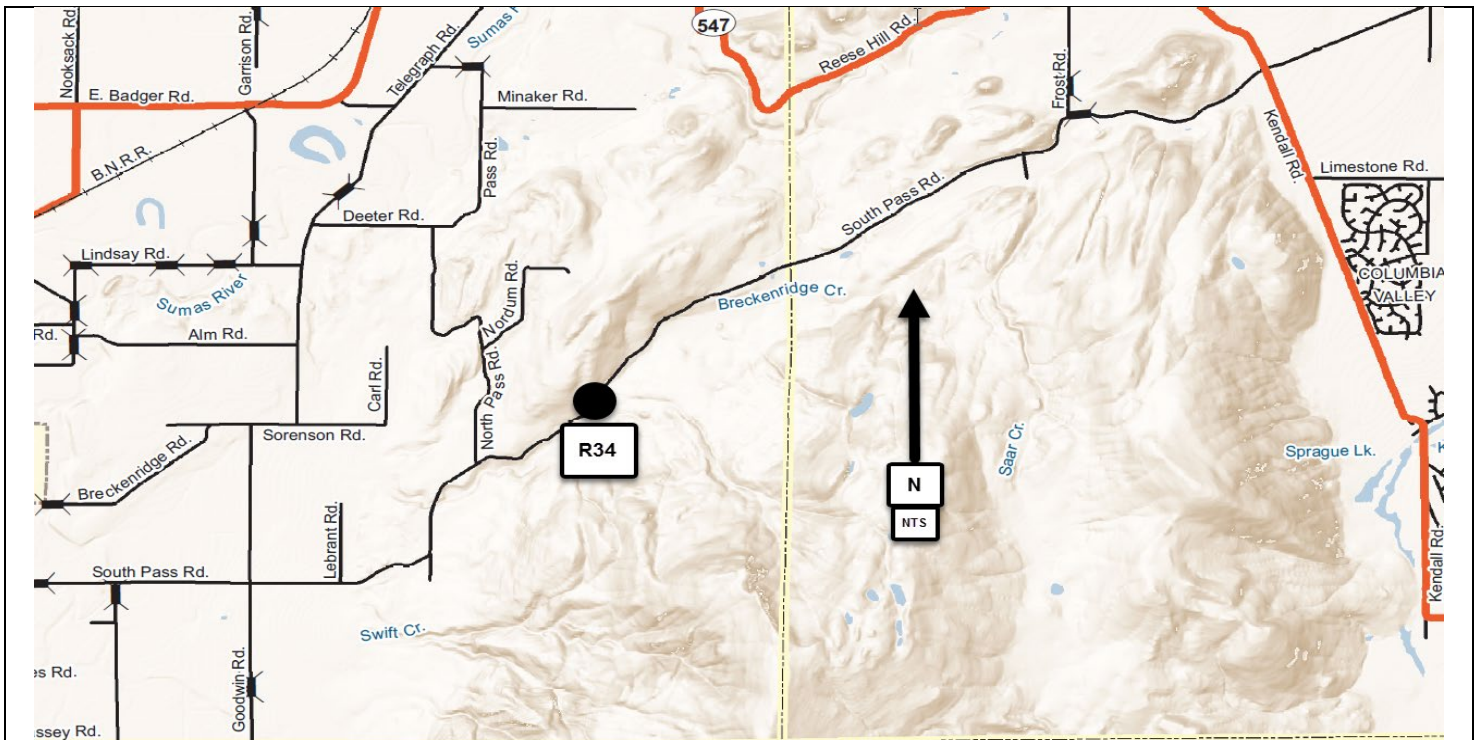 Nooksack Rd.
Garrison Rd.
Telegraph Rd.
Sumas
547
Reese Hill Rd.
Frost Rd.
E. Badger Rd.
Minaker Rd.
B.N.R.R.
Pass Rd.
Kendall Rd.
Limestone Rd.
Deeter Rd.
South Pass Rd.
Lindsay Rd.
Sumas River
Nordum Rd.
Breckenridge Cr.
COLUMBIA
VALLEY
Rd.
Alm Rd.
Carl Rd.
North Pass Rd.
R34
Sorenson Rd.
Breckenridge Rd.
Saar Cr.
Sprague Lk.
K
N
NTS
Lebrant Rd.
South Pass Rd.
Kendall Rd.
Swift Cr.
Goodwin Rd.
es Rd.
ssey Rd.